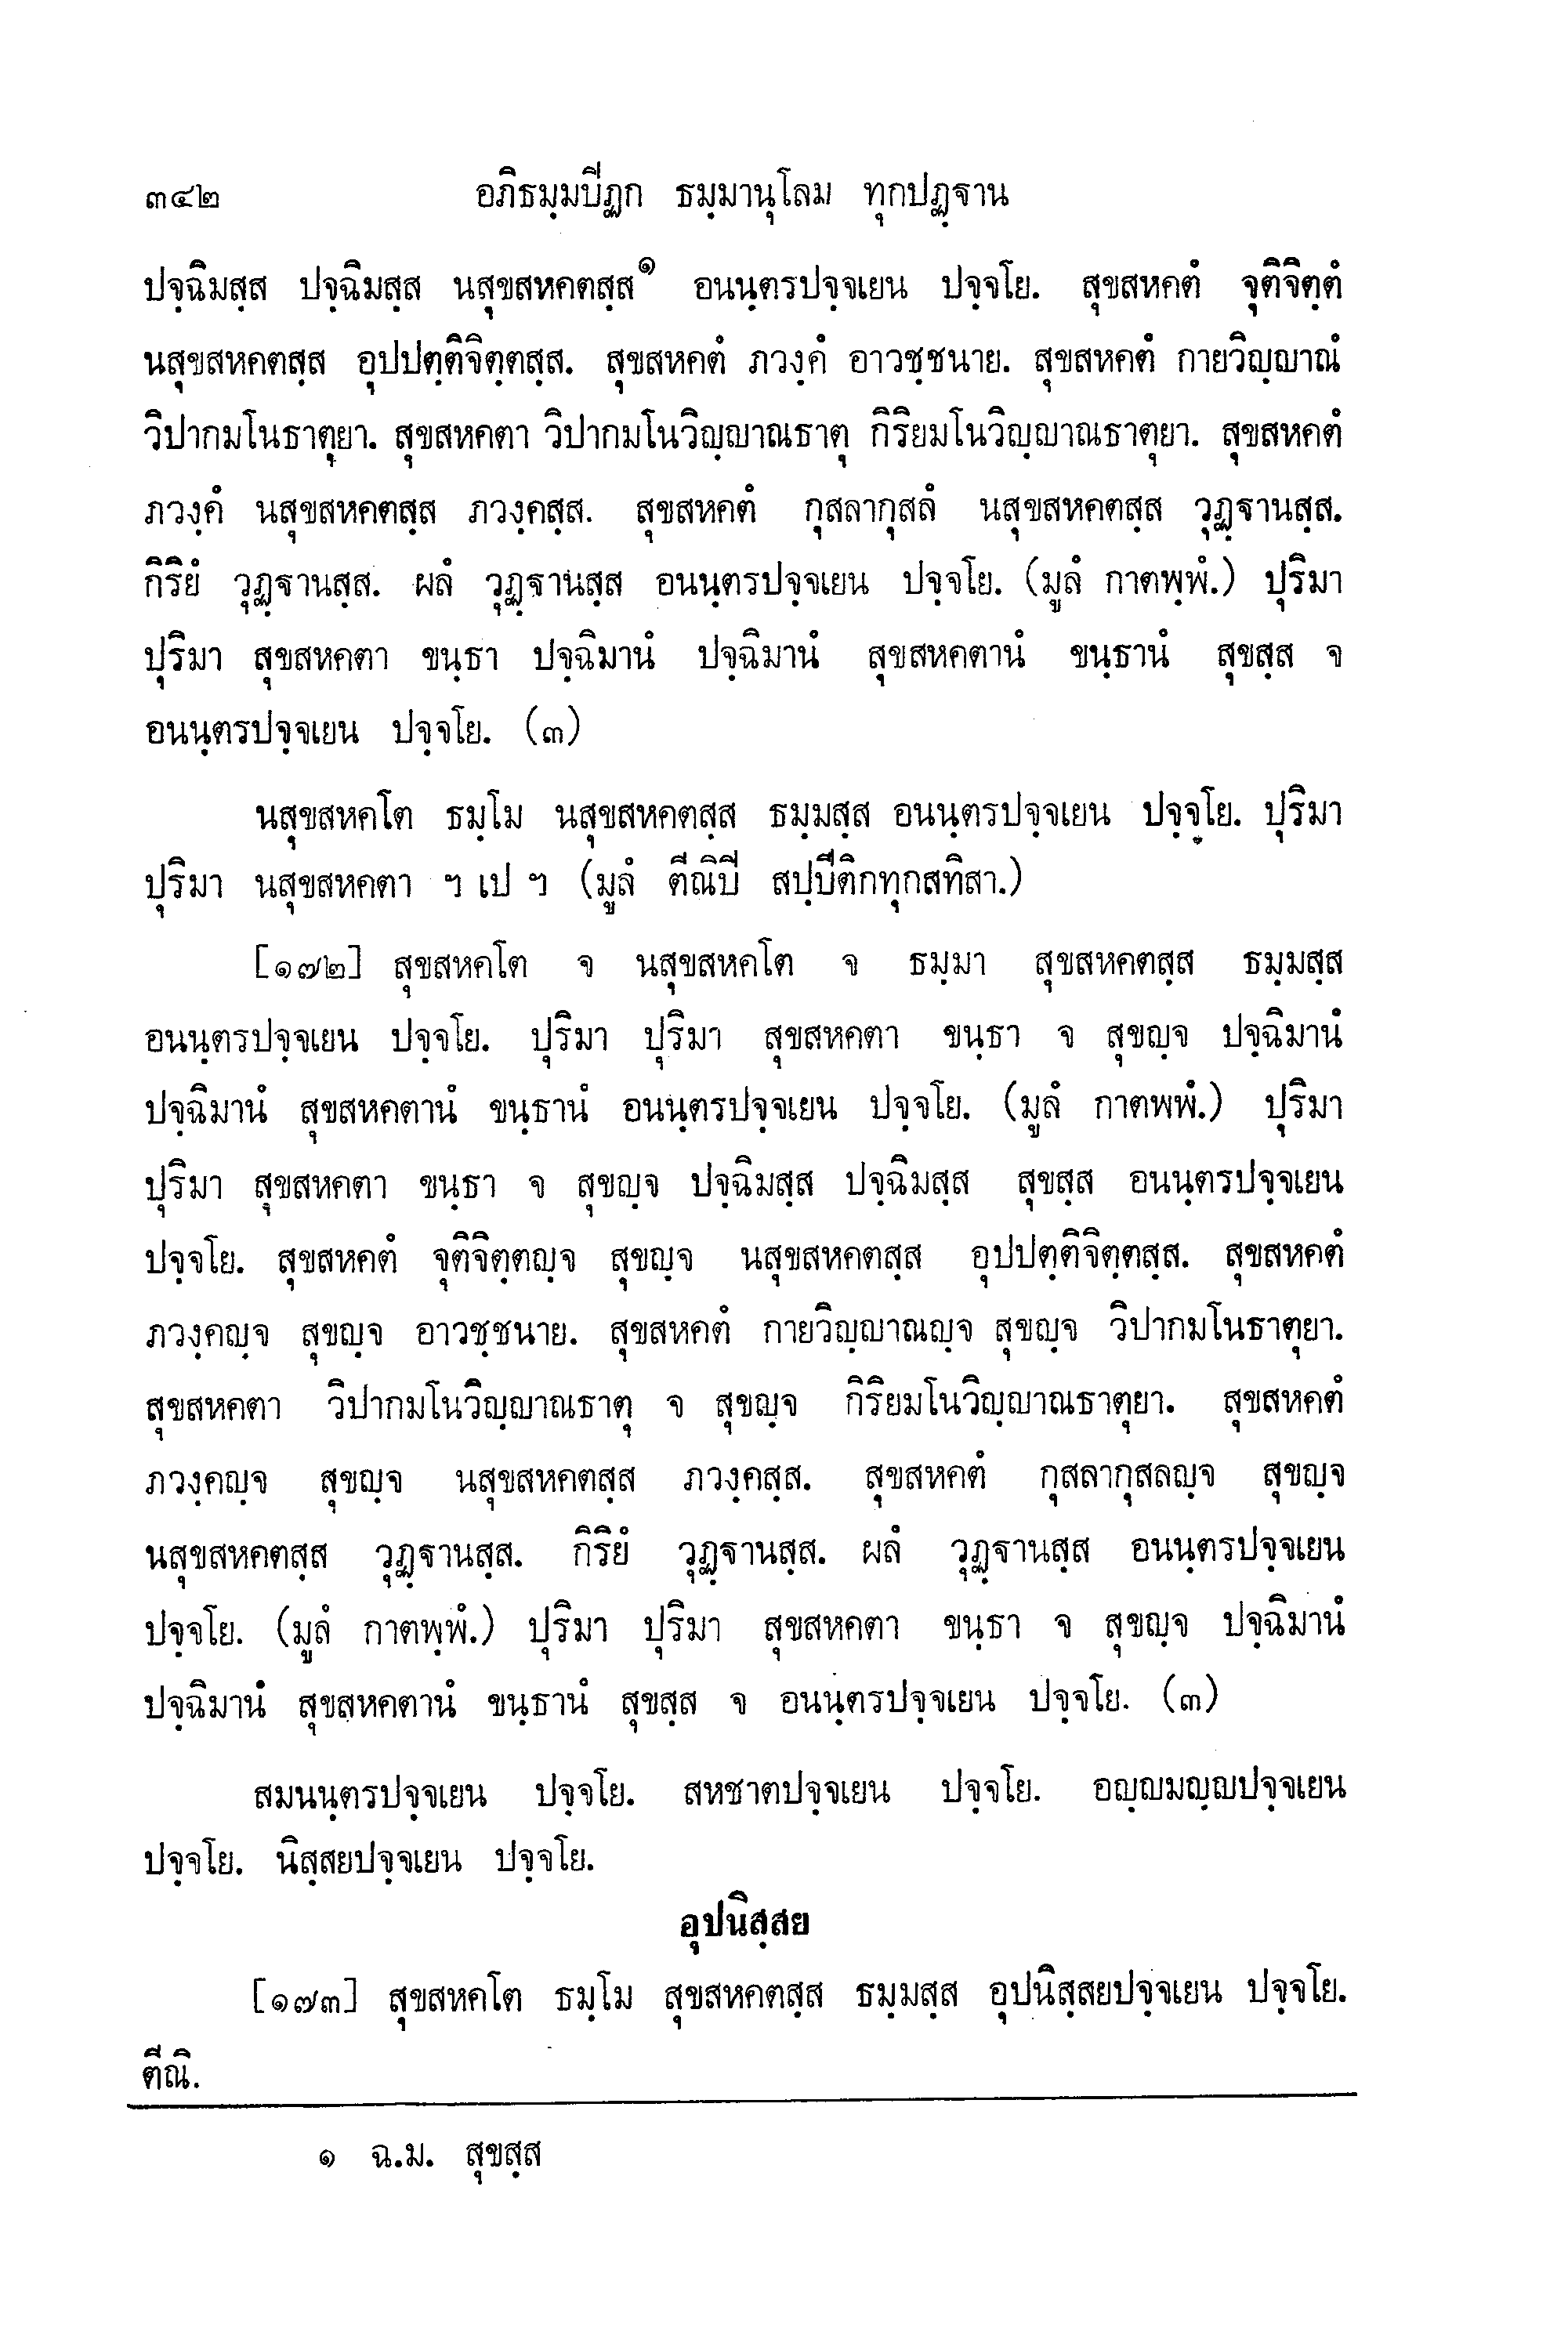 ๓๔๒ อภิธมฺมปิฏก ธมฺมานุโลม ทุกปฏฺฐาน
ปจฺฉิมสฺส ปจฺฉิมสฺส นสุขสหคตสฺส๑ อนนฺตรปจฺจเยน ปจฺจโย. สุขสหคตํ จุติจิตฺตํ
นสุขสหคตสฺส อุปปตฺติจิตฺตสฺส. สุขสหคตํ ภวงฺคํ อาวชฺชนาย. สุขสหคตํ กายวิญฺญาณํ
วิปากมโนธาตุยา. สุขสหคตา วิปากมโนวิญฺญาณธาตุ กิริยมโนวิญฺญาณธาตุยา. สุขสหคตํ
ภวงฺคํ นสุขสหคตสฺส ภวงฺคสฺส. สุขสหคตํ กุสลากุสลํ นสุขสหคตสฺส วุฏฺฐานสฺส.
กิริยํ วุฏฺฐานสฺส. ผลํ วุฏฺฐานสฺส อนนฺตรปจฺจเยน ปจฺจโย. (มูลํ กาตพฺพํ.) ปุริมา
ปุริมา สุขสหคตา ขนฺธา ปจฺฉิมานํ ปจฺฉิมานํ สุขสหคตานํ ขนฺธานํ สุขสฺส จ
อนนฺตรปจฺจเยน ปจฺจโย. (๓)
นสุขสหคโต ธมฺโม นสุขสหคตสฺส ธมฺมสฺส อนนฺตรปจฺจเยน ปจฺจโย. ปุริมา
ปุริมา นสุขสหคตา ฯ เป ฯ (มูลํ ตีณิปี สปฺปีติกทุกสทิสา.)
[๑๗๒] สุขสหคโต จ นสุขสหคโต จ ธมฺมา สุขสหคตสฺส ธมฺมสฺส
อนนฺตรปจฺจเยน ปจฺจโย. ปุริมา ปุริมา สุขสหคตา ขนฺธา จ สุขญฺจ ปจฺฉิมานํ
ปจฺฉิมานํ สุขสหคตานํ ขนฺธานํ อนนฺตรปจฺจเยน ปจฺจโย. (มูลํ กาตพพํ.) ปุริมา
ปุริมา สุขสหคตา ขนฺธา จ สุขญฺจ ปจฺฉิมสฺส ปจฺฉิมสฺส สุขสฺส อนนฺตรปจฺจเยน
ปจฺจโย. สุขสหคตํ จุติจิตฺตญฺจ สุขญฺจ นสุขสหคตสฺส อุปปตฺติจิตฺตสฺส. สุขสหคตํ
ภวงฺคญฺจ สุขญฺจ อาวชฺชนาย. สุขสหคตํ กายวิญฺญาณญฺจ สุขญฺจ วิปากมโนธาตุยา.
สุขสหคตา วิปากมโนวิญฺญาณธาตุ จ สุขญฺจ กิริยมโนวิญฺญาณธาตุยา. สุขสหคตํ
ภวงฺคญฺจ สุขญฺจ นสุขสหคตสฺส ภวงฺคสฺส. สุขสหคตํ กุสลากุสลญฺจ สุขญฺจ
นสุขสหคตสฺส วุฏฺฐานสฺส. กิริยํ วุฏฺฐานสฺส. ผลํ วุฏฺฐานสฺส อนนฺตรปจฺจเยน
ปจฺจโย. (มูลํ กาตพฺพํ.) ปุริมา ปุริมา สุขสหคตา ขนฺธา จ สุขญฺจ ปจฺฉิมานํ
ปจฺฉิมานํ สุขสหคตานํ ขนฺธานํ สุขสฺส จ อนนฺตรปจฺจเยน ปจฺจโย. (๓)
สมนนฺตรปจฺจเยน ปจฺจโย. สหชาตปจฺจเยน ปจฺจโย. อญฺญมญฺญปจฺจเยน
ปจฺจโย. นิสฺสยปจฺจเยน ปจฺจโย.
อุปนิสฺสย
[๑๗๓] สุขสหคโต ธมฺโม สุขสหคตสฺส ธมฺมสฺส อุปนิสฺสยปจฺจเยน ปจฺจโย.
ตีณิ.
๑ ฉ.ม. สุขสฺส